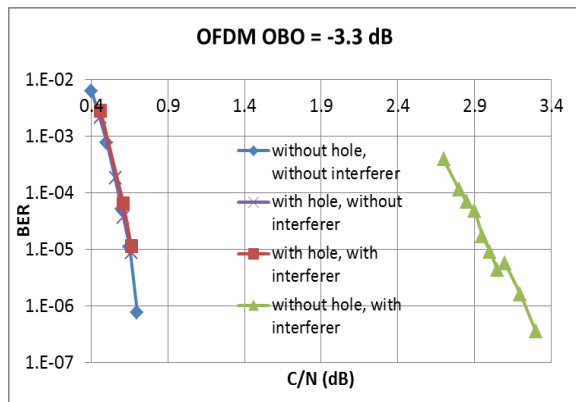 OFDM OBO = -3.3 dB
1.E-02
1.E-03
1.E-04
1.E-05
1.E-06
1.E-07
BER
0.4 0.9 1.4 1.9 2.4 2.9 3.4
without hole,
without interferer
with hole, without
interferer
with hole, with
interferer
without hole, with
interferer
C/N (dB)